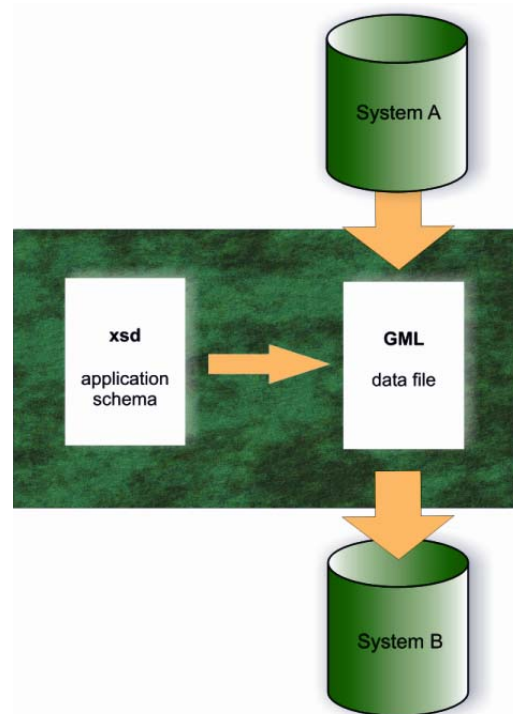 System A
xsd
application
schema
GML
data file
System B